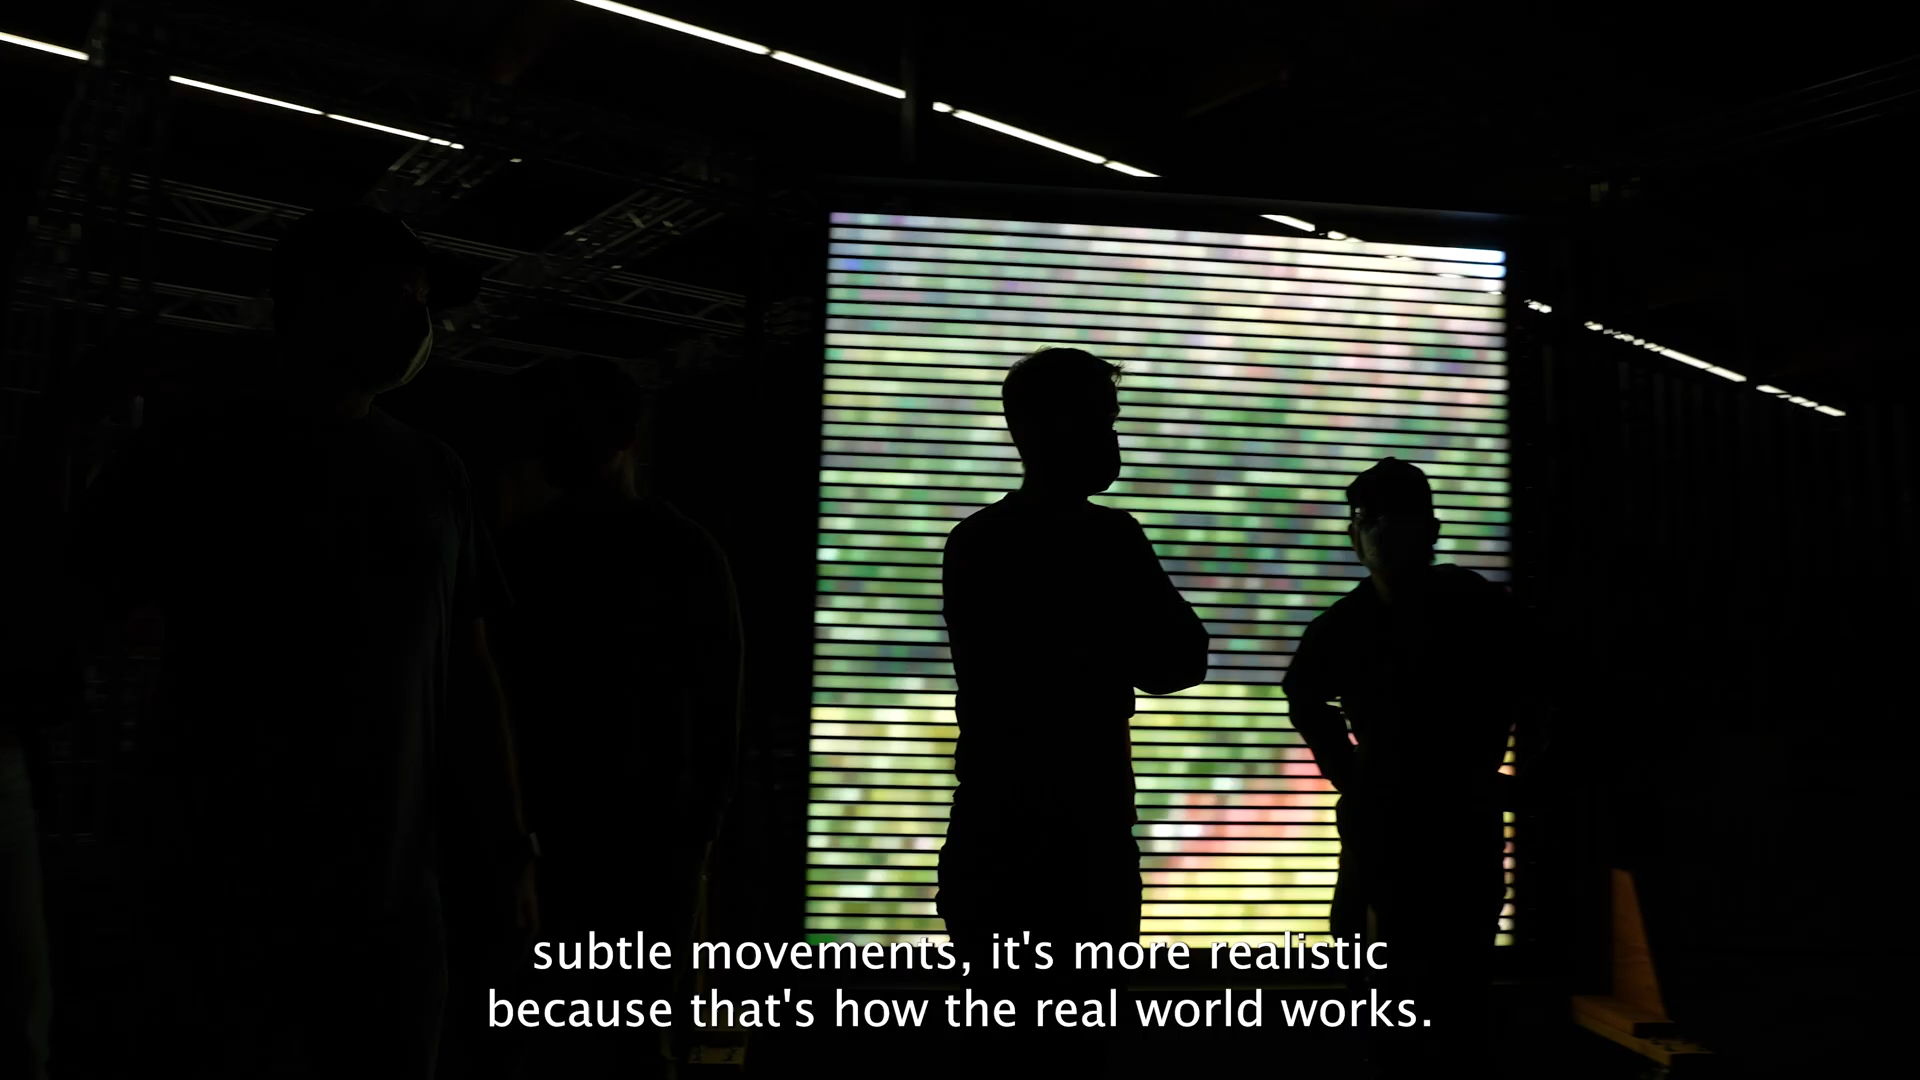 subtle movements, it's more realistic
because that's how the real world works.